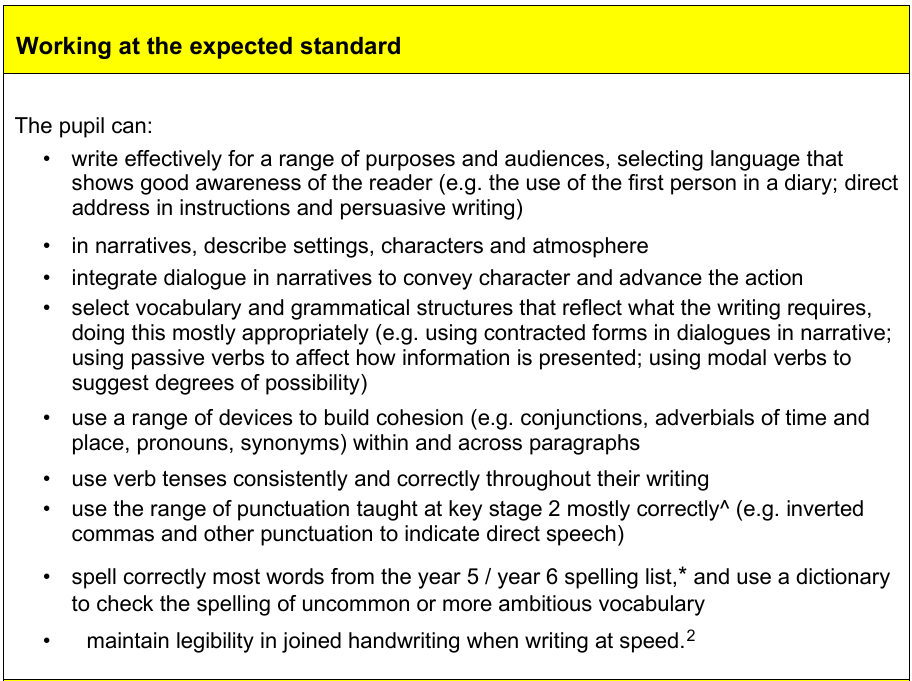 Working at the expected standard
The pupil can:
• write effectively for a range of purposes and audiences, selecting language that
shows good awareness of the reader (e.g. the use of the first person in a diary; direct
address in instructions and persuasive writing)
• in narratives, describe settings, characters and atmosphere
• integrate dialogue in narratives to convey character and advance the action
• select vocabulary and grammatical structures that reflect what the writing requires,
doing this mostly appropriately (e.g. using contracted forms in dialogues in narrative;
using passive verbs to affect how information is presented; using modal verbs to
suggest degrees of possibility)
• use a range of devices to build cohesion (e.g. conjunctions, adverbials of time and
place, pronouns, synonyms) within and across paragraphs
• use verb tenses consistently and correctly throughout their writing
• use the range of punctuation taught at key stage 2 mostly correctly^ (e.g. inverted
commas and other punctuation to indicate direct speech)
• spell correctly most words from the year 5 / year 6 spelling list,* and use a dictionary
to check the spelling of uncommon or more ambitious vocabulary
• maintain legibility in joined handwriting when writing at speed.2